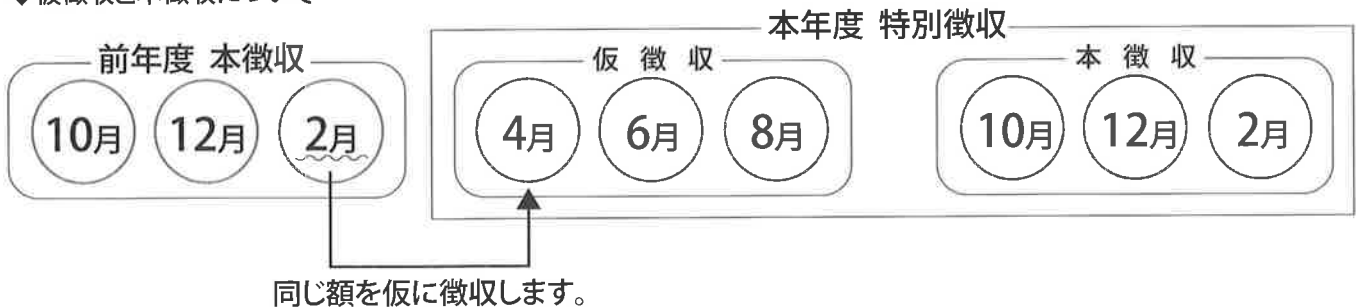 本年度 特別徴収
前年度 本徴収
仮 徴 収
本 徴 収
10月 12月 2月
4月 6月 8月
10月 12月 2月
同じ額を仮に徴収します。